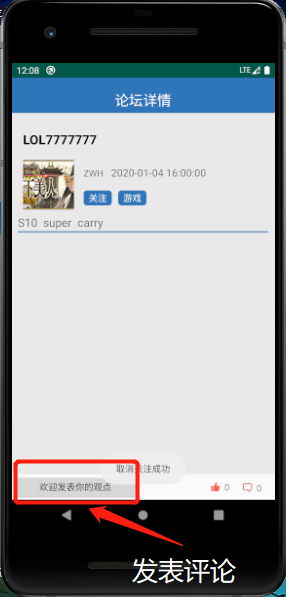 12:08 LTE
论坛详情
LOL7777777
ZWH 2020-01-04 16:00:00
关注 游戏
S10 super carry
取消关注成功
欢迎发表你的观点 0 0
发表评论